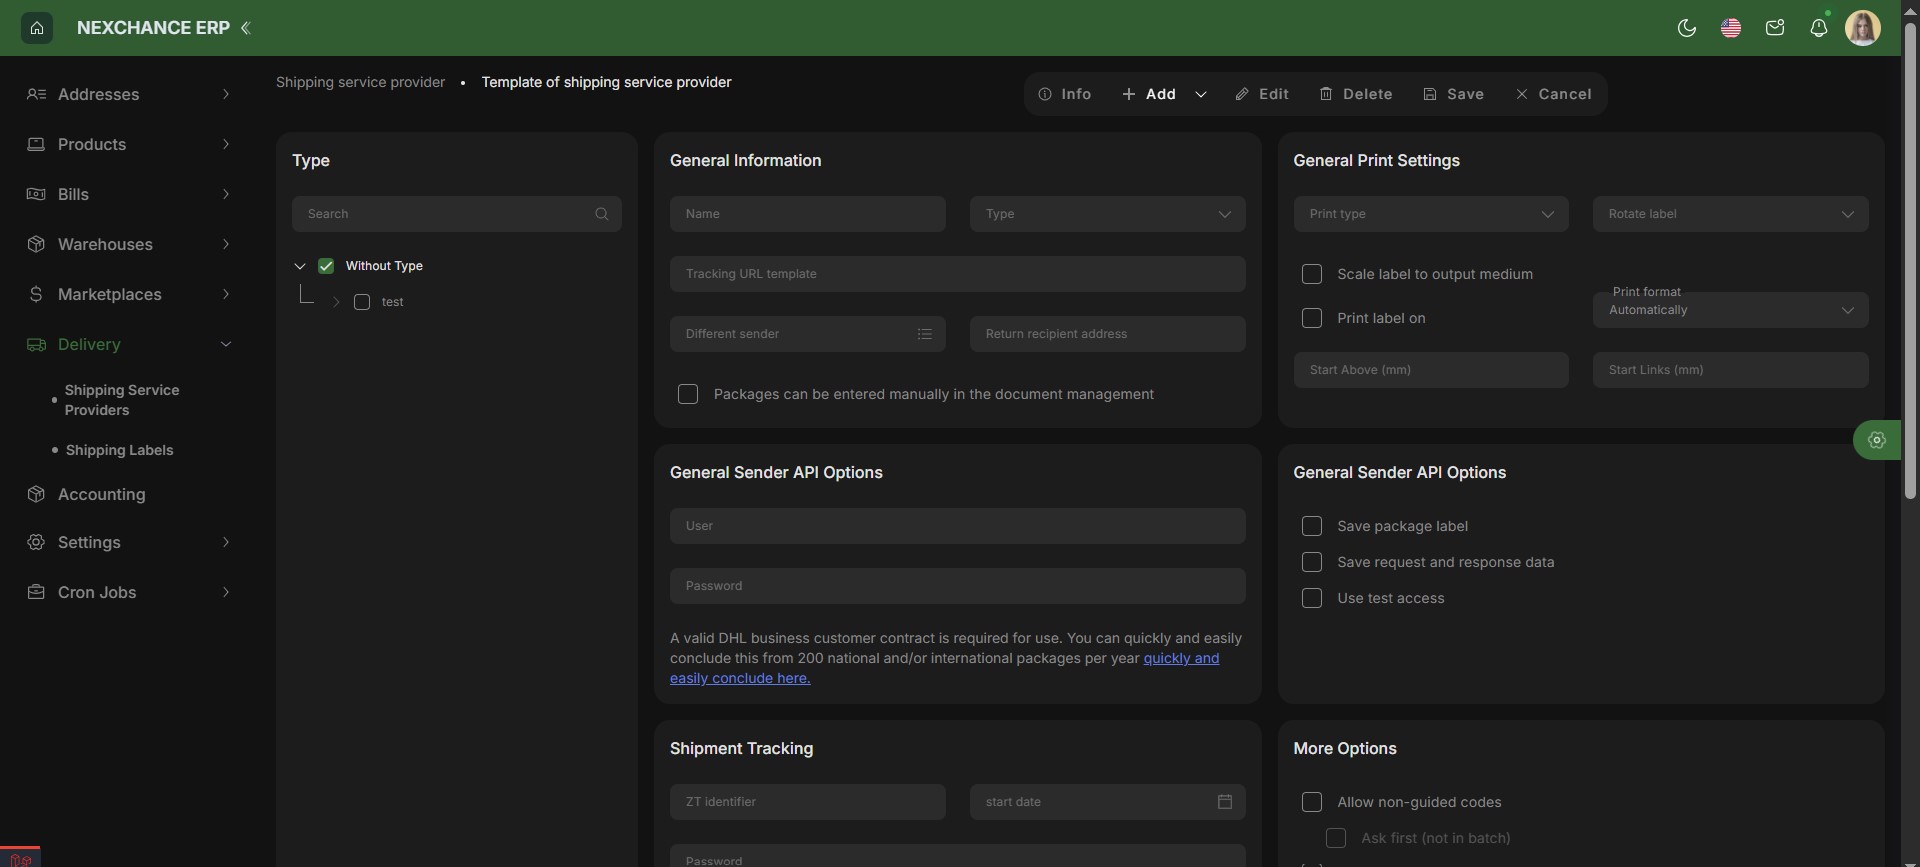 NEXCHANCE ERP
Addresses
Products
Bills
Warehouses
Marketplaces
Delivery
Shipping Service
Providers
Shipping Labels
Accounting
Settings
Cron Jobs
Shipping service provider • Template of shipping service provider
Info
Add
Edit
Delete
Save
Cancel
Type
Search
Without Type
test
General Information
Name
Type
Tracking URL template
Different sender
Return recipient address
Packages can be entered manually in the document management
General Print Settings
Print type
Rotate label
Scale label to output medium
Print format
Automatically
Print label on
Start Above (mm)
Start Links (mm)
General Sender API Options
User
Password
A valid DHL business customer contract is required for use. You can quickly and easily
conclude this from 200 national and/or international packages per year quickly and
easily conclude here.
General Sender API Options
Save package label
Save request and response data
Use test access
Shipment Tracking
ZT identifier
start date
Password
More Options
Allow non-guided codes
Ask first (not in batch)